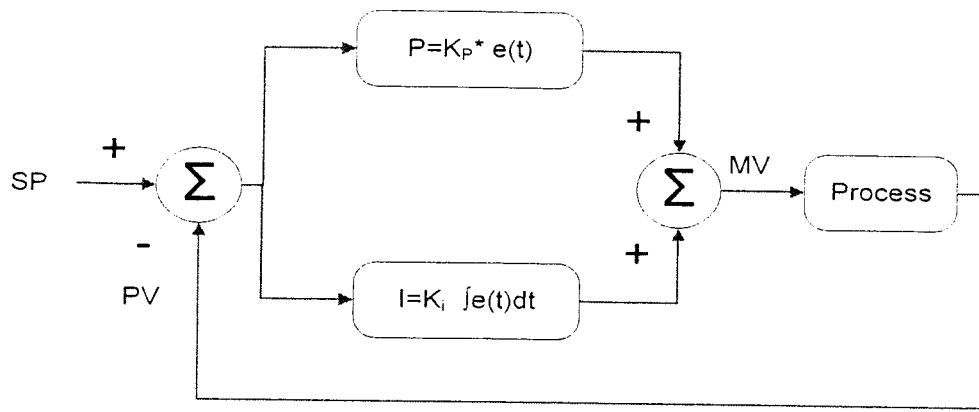 P=K_P* e(t)
+
+
SP
Σ
Σ
MV
Process
-
+
PV
I=K_i ∫e(t)dt